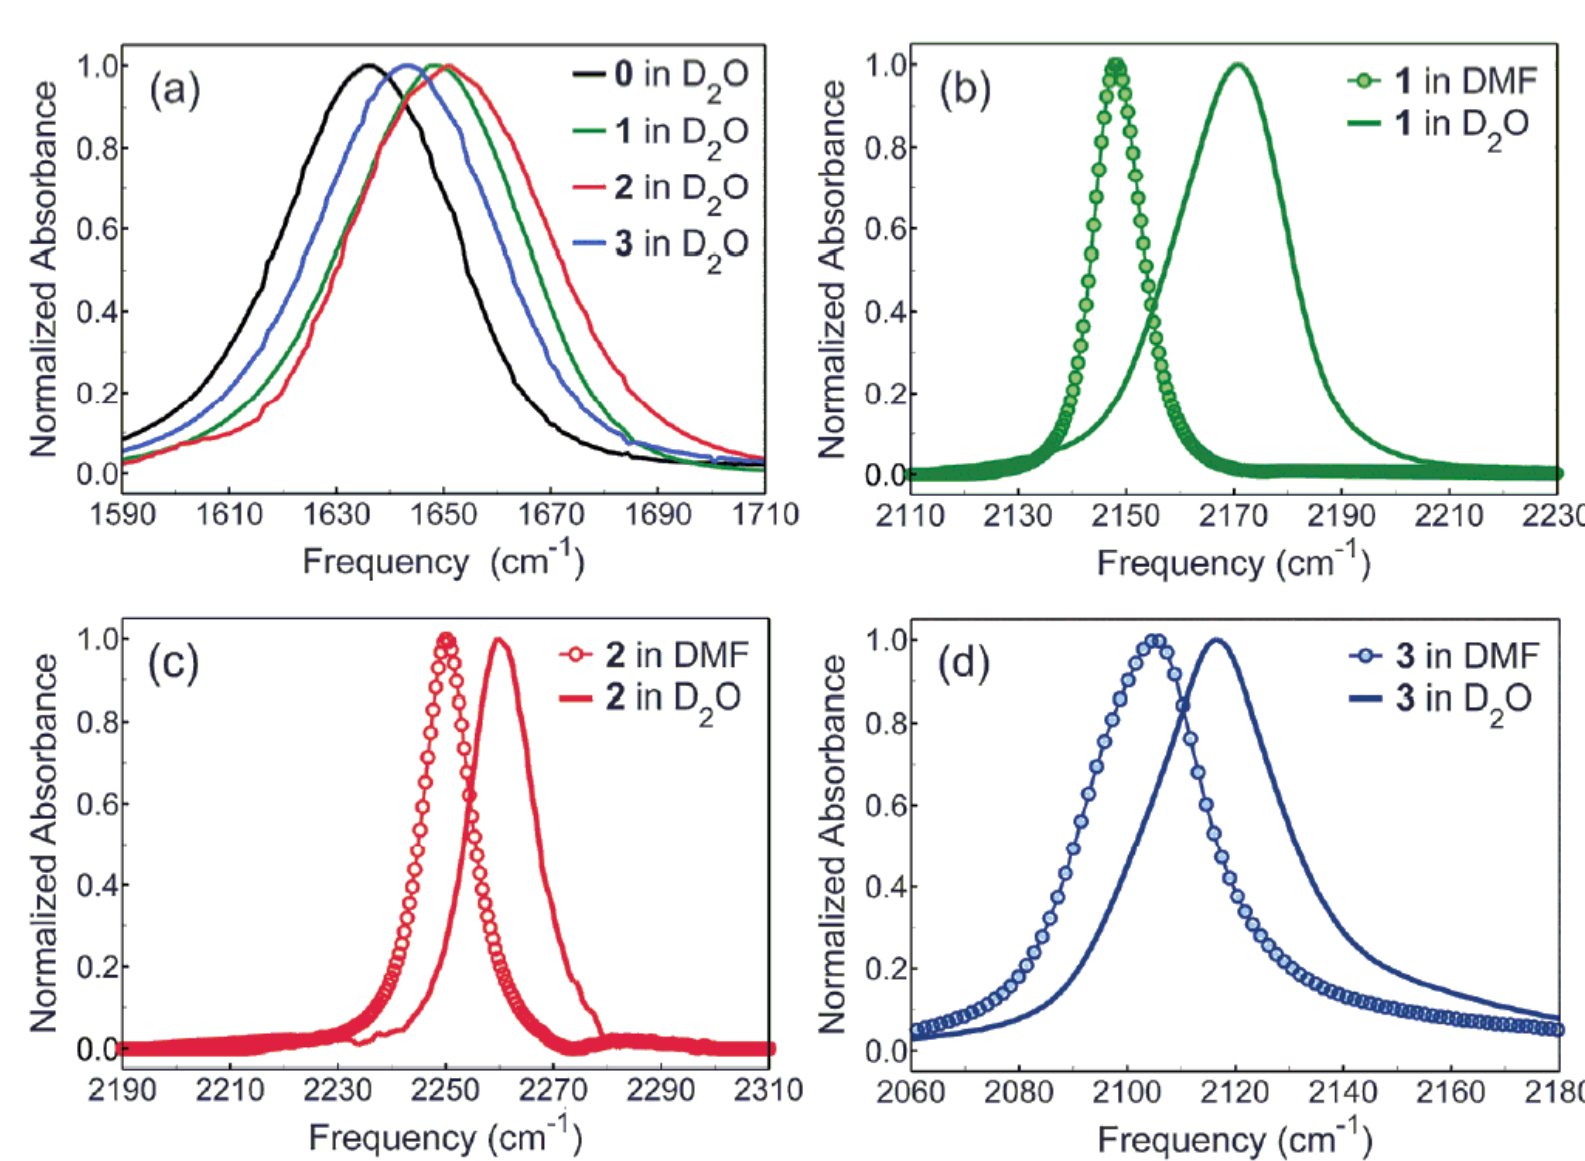 (a)
0 in D2O
1 in D2O
2 in D2O
3 in D2O
1.0
0.8
0.6
0.4
0.2
0.0
Normalized Absorbance
1590 1610 1630 1650 1670 1690 1710
Frequency (cm-1)
(b)
1 in DMF
1 in D2O
1.0
0.8
0.6
0.4
0.2
0.0
Normalized Absorbance
2110 2130 2150 2170 2190 2210 2230
Frequency (cm-1)
(c)
2 in DMF
2 in D2O
1.0
0.8
0.6
0.4
0.2
0.0
Normalized Absorbance
2190 2210 2230 2250 2270 2290 2310
Frequency (cm-1)
(d)
3 in DMF
3 in D2O
1.0
0.8
0.6
0.4
0.2
0.0
Normalized Absorbance
2060 2080 2100 2120 2140 2160 2180
Frequency (cm-1)